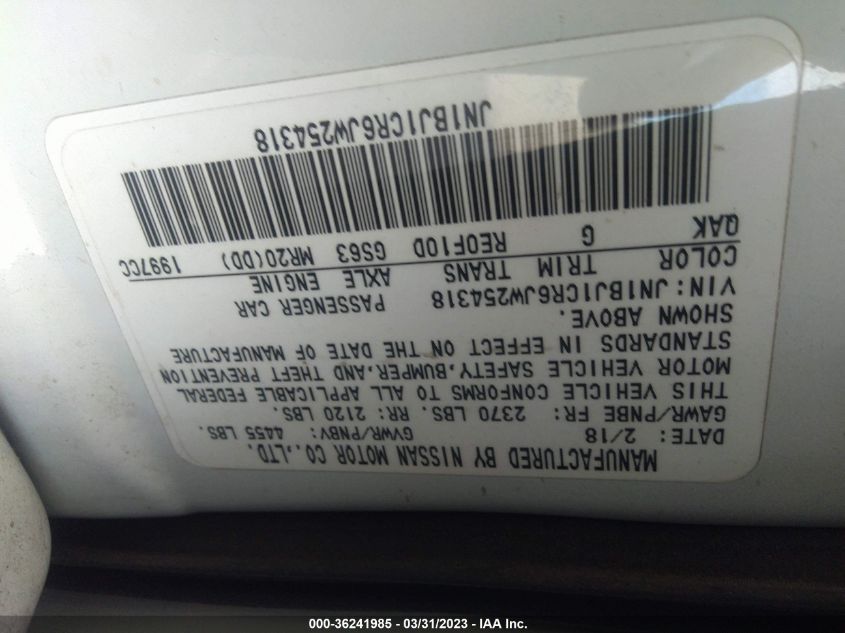 MANUFACTURED BY NISSAN MOTOR CO.,LTD.
DATE: 2/18 GVWR/PNBV: 4455 LBS.
GAWR/PNBE FR: 2370 LBS. RR: 2120 LBS.
THIS VEHICLE CONFORMS TO ALL APPLICABLE FEDERAL
MOTOR VEHICLE SAFETY,BUMPER,AND THEFT PREVENTION
STANDARDS IN EFFECT ON THE DATE OF MANUFACTURE
SHOWN ABOVE.
VIN:JN1BJ1CR6JW254318 PASSENGER CAR
COLOR TRIM TRANS AXLE ENGINE
QAK G RE0F10D GS63 MR20(DD) 1997CC
JN1BJ1CR6JW254318
000-36241985 - 03/31/2023 - IAA Inc.